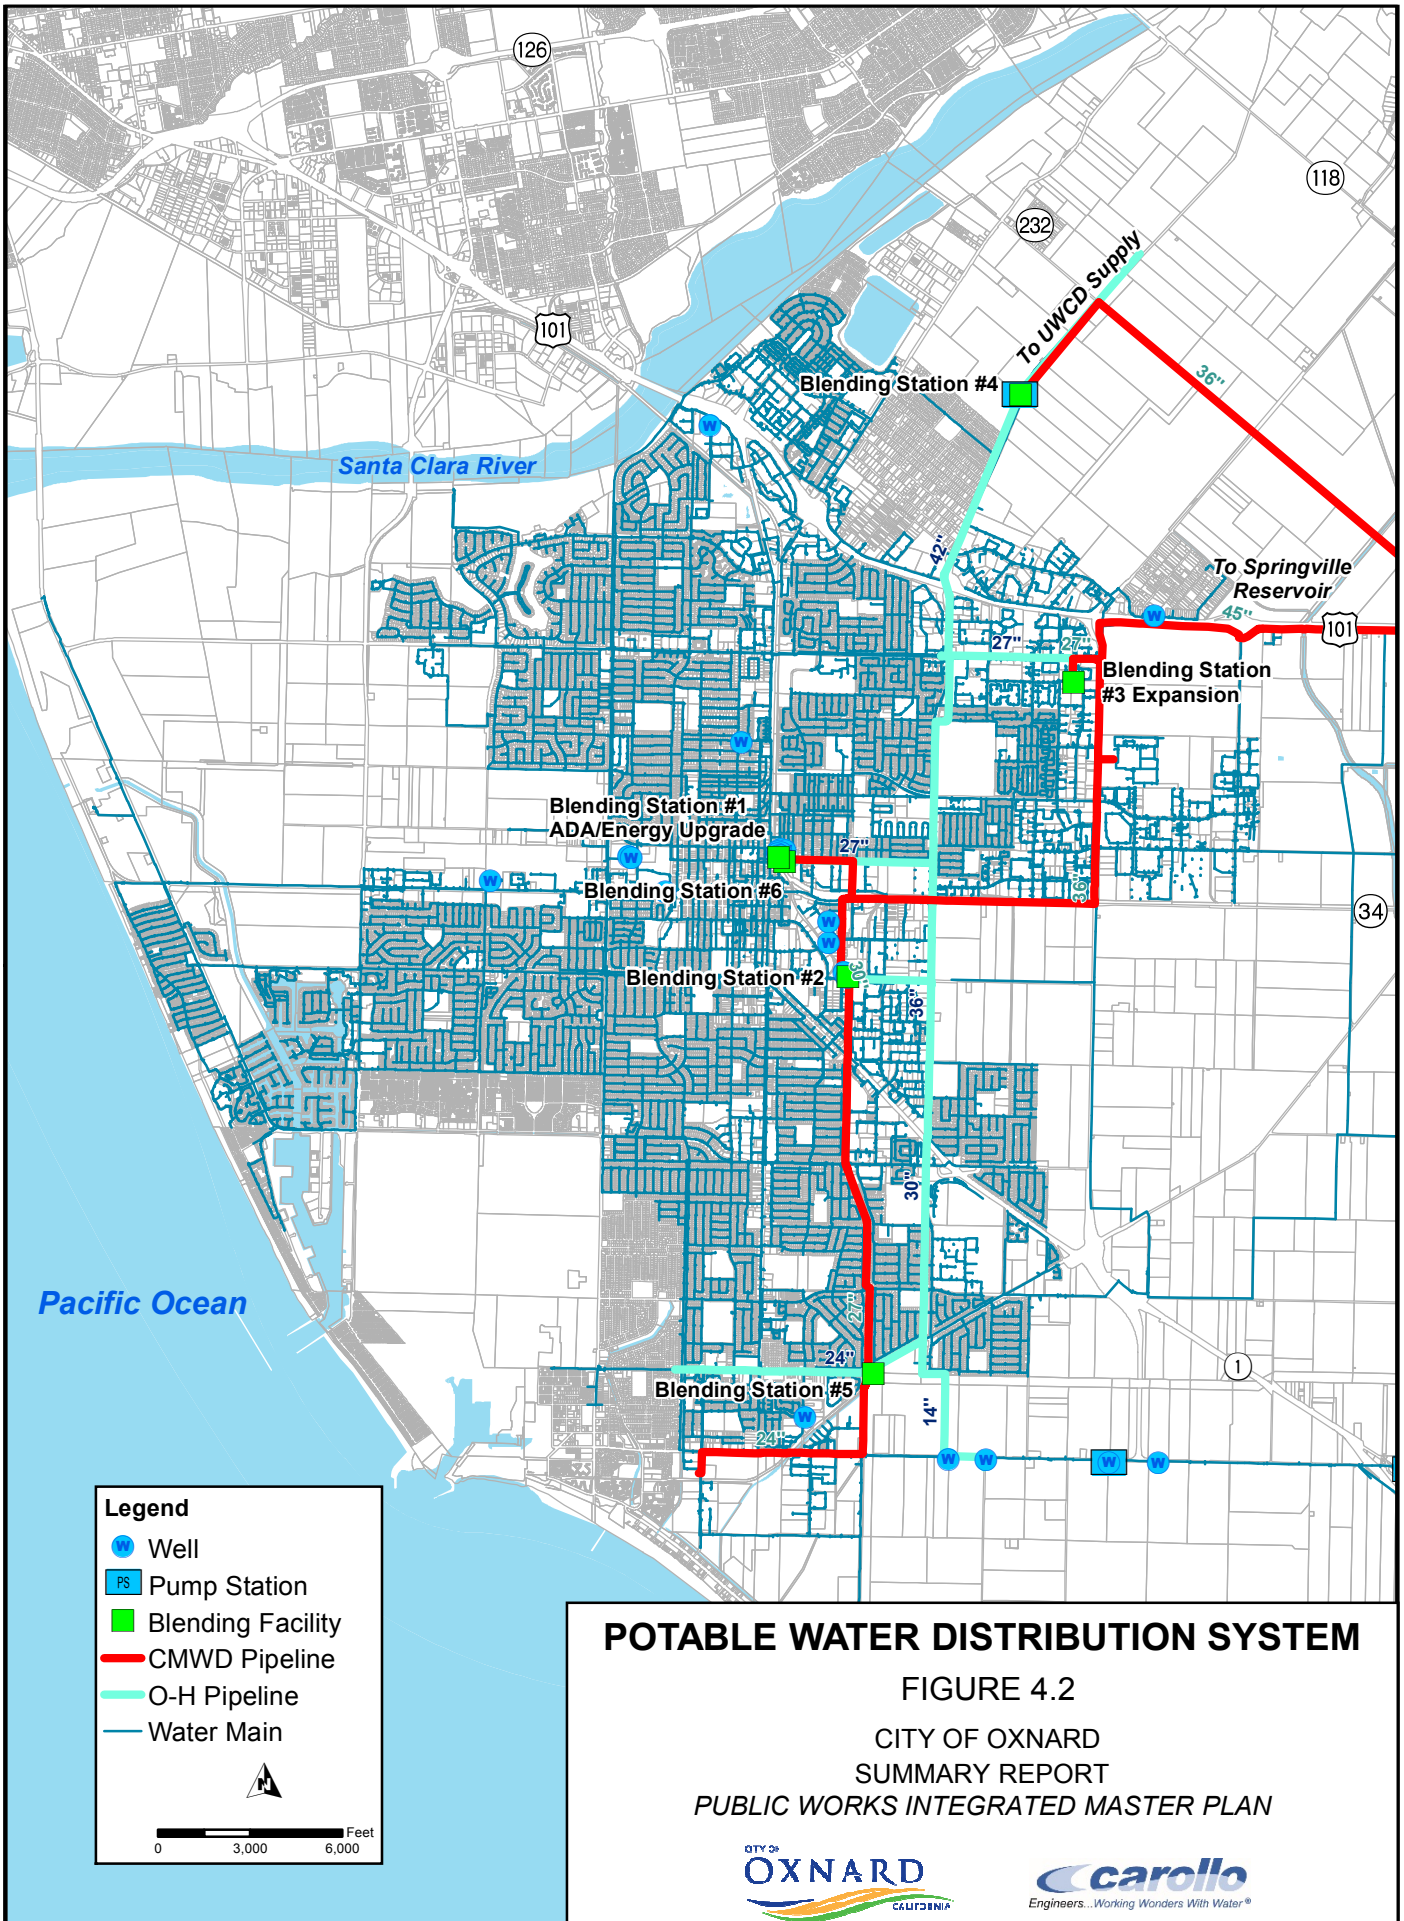 126
118
232
To UWCD Supply
101
Blending Station #4
36"
W
Santa Clara River
42"
To Springville
Reservoir
45"
W
101
27"
27"
Blending Station
#3 Expansion
W
Blending Station #1
ADA/Energy Upgrade
27"
W
W
Blending Station #6
36"
34
W
W
Blending Station #2
30"
36"
30"
Pacific Ocean
27"
24"
1
Blending Station #5
14"
W
24"
W
W
W
W
Legend
W Well
PS Pump Station
Blending Facility
CMWD Pipeline
O-H Pipeline
Water Main
N
Feet
0 3,000 6,000
POTABLE WATER DISTRIBUTION SYSTEM
FIGURE 4.2
CITY OF OXNARD
SUMMARY REPORT
PUBLIC WORKS INTEGRATED MASTER PLAN
CITY OF
OXNARD
CALIFORNIA
carollo
Engineers...Working Wonders With Water®